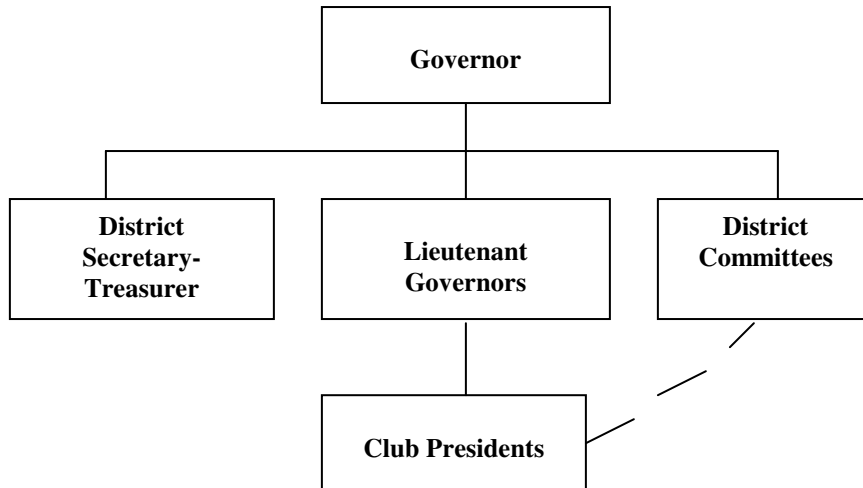 Governor
District
Secretary-
Treasurer
Lieutenant
Governors
District
Committees
Club Presidents